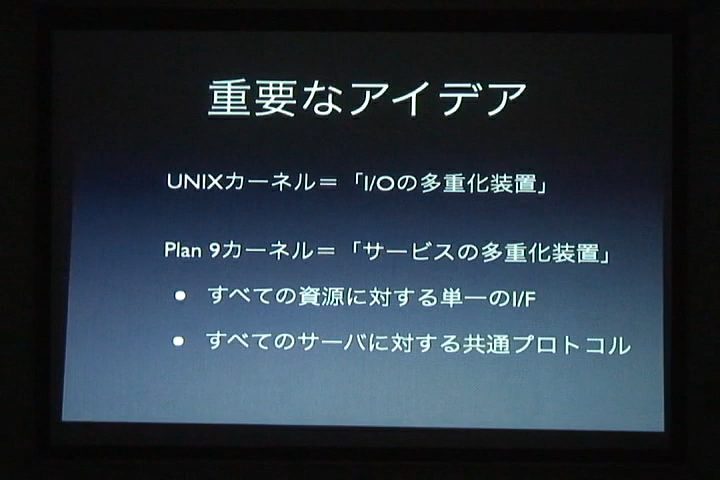 重要なアイデア
UNIXカーネル＝「I/Oの多重化装置」
Plan 9カーネル＝「サービスの多重化装置」
• すべての資源に対する単一のI/F
• すべてのサーバに対する共通プロトコル